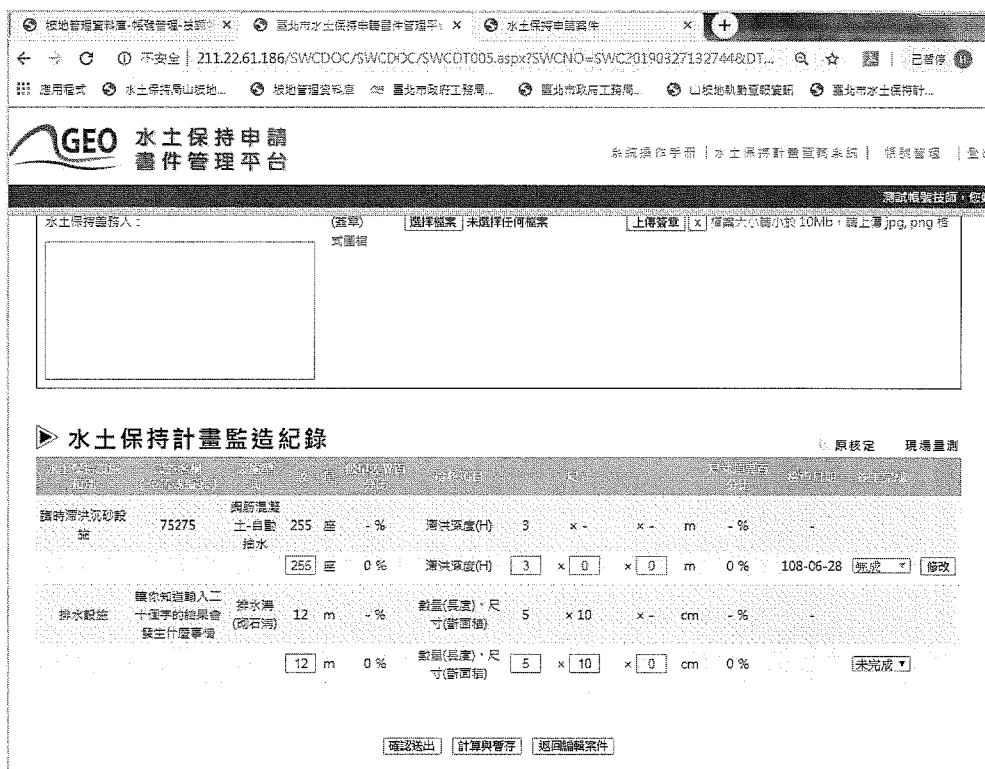 坡地管理資料庫-帳號管理-技師
臺北市水土保持申請書件管理平台
水土保持申請案件
不安全
211.22.61.186/SWCDOC/SWCDOC/SWCDT005.aspx?SWCNO=SWC20190327132744&DT...
已暫停
應用程式 水土保持局山坡地... 坡地管理資料庫 臺北市政府工務局... 臺北市政府工務局... 山坡地執勤查報資訊 臺北市水土保持計...
GEO 水土保持申請
書件管理平台
系統操作手冊 | 水土保持計畫查詢系統 | 帳號管理 |
測試帳號技師，您
水土保持義務人：
(簽章)
選擇檔案 未選擇任何檔案
上傳簽章 x
檔案大小請小於 10Mb，請上傳 jpg, png 格
式圖檔
水土保持計畫監造紀錄
原核定 現場量測
臨時滯洪沉砂設施 75275 鋼筋混凝土-自動抽水 255 座 - % 滯洪深度(H) 3 × - × - m - % -
255 座 0 % 滯洪深度(H) 3 × 0 × 0 m 0 % 108-06-28 完成 修改
排水設施 讓你知道輸入二十個字的結果會發生什麼事情 排水溝(砌石溝) 12 m - % 數量(長度)、尺寸(斷面積) 5 × 10 × - cm - % -
12 m 0 % 數量(長度)、尺寸(斷面積) 5 × 10 × 0 cm 0 % 未完成
確認送出 計算與暫存 返回編輯案件